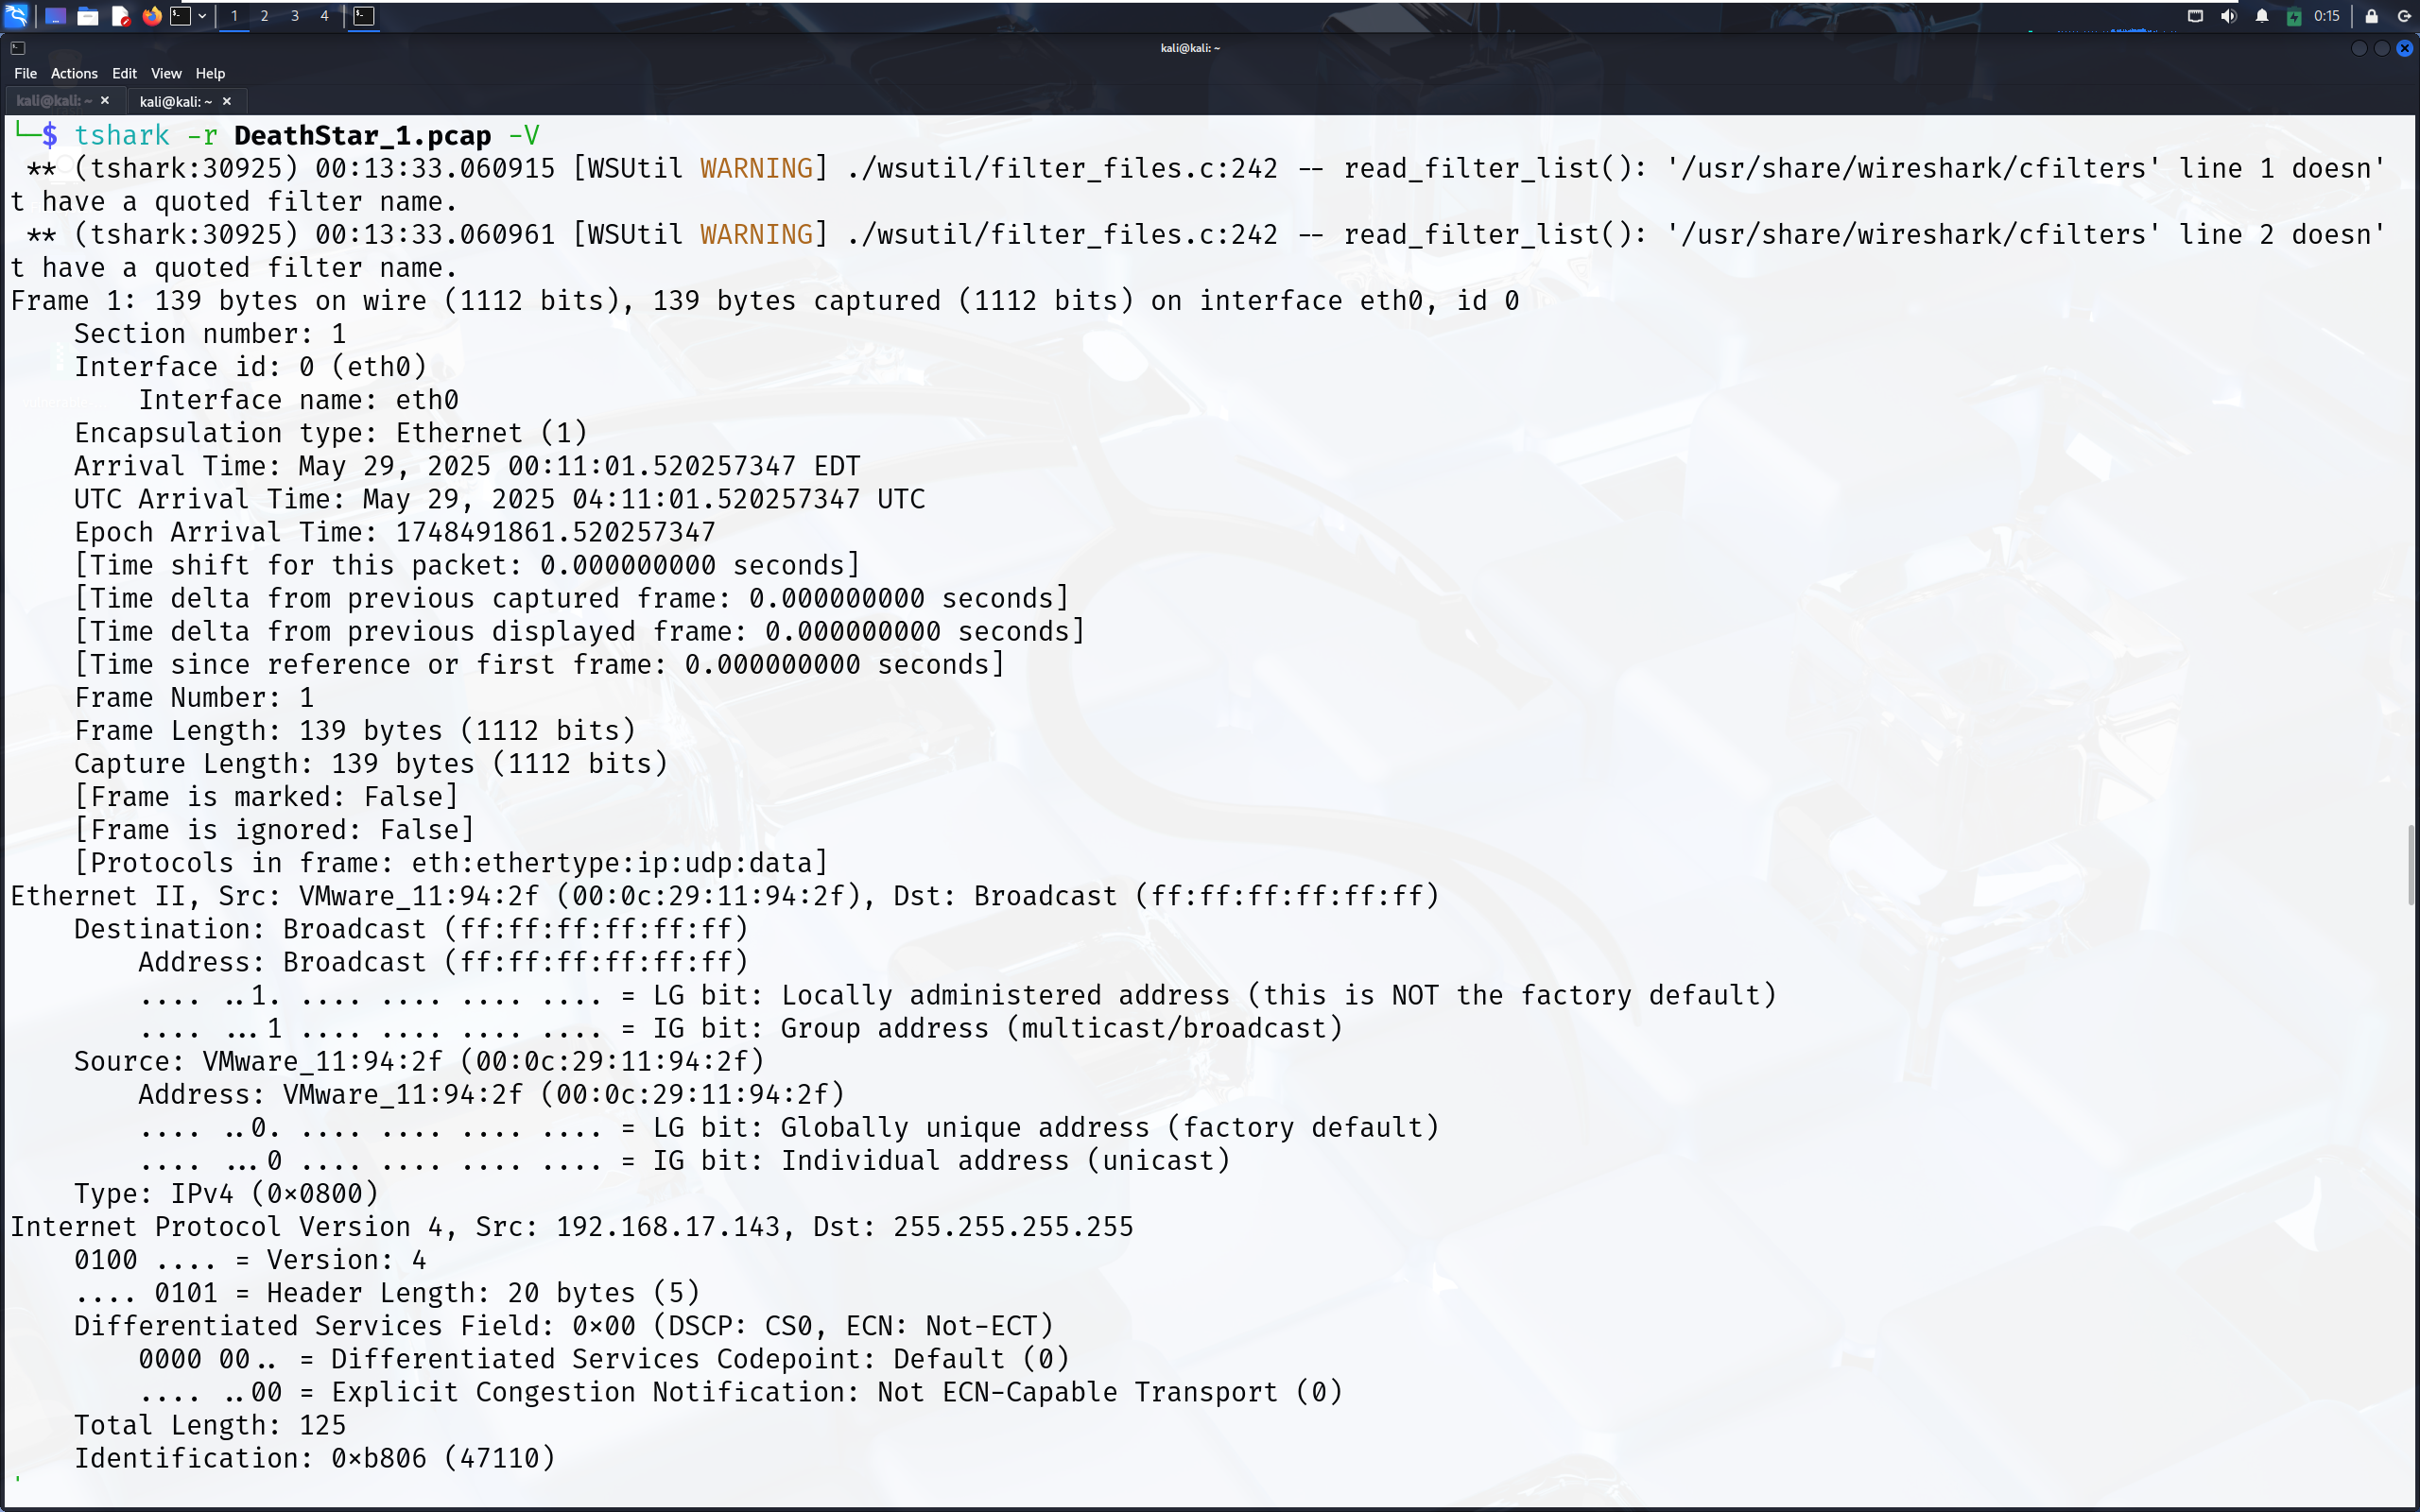 1 2 3 4 0:15
kali@kali: ~
File Actions Edit View Help
kali@kali: ~ × kali@kali: ~ ×
└─$ tshark -r DeathStar_1.pcap -V
** (tshark:30925) 00:13:33.060915 [WSUtil WARNING] ./wsutil/filter_files.c:242 -- read_filter_list(): '/usr/share/wireshark/cfilters' line 1 doesn'
t have a quoted filter name.
** (tshark:30925) 00:13:33.060961 [WSUtil WARNING] ./wsutil/filter_files.c:242 -- read_filter_list(): '/usr/share/wireshark/cfilters' line 2 doesn'
t have a quoted filter name.
Frame 1: 139 bytes on wire (1112 bits), 139 bytes captured (1112 bits) on interface eth0, id 0
Section number: 1
Interface id: 0 (eth0)
Interface name: eth0
Encapsulation type: Ethernet (1)
Arrival Time: May 29, 2025 00:11:01.520257347 EDT
UTC Arrival Time: May 29, 2025 04:11:01.520257347 UTC
Epoch Arrival Time: 1748491861.520257347
[Time shift for this packet: 0.000000000 seconds]
[Time delta from previous captured frame: 0.000000000 seconds]
[Time delta from previous displayed frame: 0.000000000 seconds]
[Time since reference or first frame: 0.000000000 seconds]
Frame Number: 1
Frame Length: 139 bytes (1112 bits)
Capture Length: 139 bytes (1112 bits)
[Frame is marked: False]
[Frame is ignored: False]
[Protocols in frame: eth:ethertype:ip:udp:data]
Ethernet II, Src: VMware_11:94:2f (00:0c:29:11:94:2f), Dst: Broadcast (ff:ff:ff:ff:ff:ff)
Destination: Broadcast (ff:ff:ff:ff:ff:ff)
Address: Broadcast (ff:ff:ff:ff:ff:ff)
.... ..1. .... .... .... .... = LG bit: Locally administered address (this is NOT the factory default)
.... ...1 .... .... .... .... = IG bit: Group address (multicast/broadcast)
Source: VMware_11:94:2f (00:0c:29:11:94:2f)
Address: VMware_11:94:2f (00:0c:29:11:94:2f)
.... ..0. .... .... .... .... = LG bit: Globally unique address (factory default)
.... ...0 .... .... .... .... = IG bit: Individual address (unicast)
Type: IPv4 (0x0800)
Internet Protocol Version 4, Src: 192.168.17.143, Dst: 255.255.255.255
0100 .... = Version: 4
.... 0101 = Header Length: 20 bytes (5)
Differentiated Services Field: 0x00 (DSCP: CS0, ECN: Not-ECT)
0000 00.. = Differentiated Services Codepoint: Default (0)
.... ..00 = Explicit Congestion Notification: Not ECN-Capable Transport (0)
Total Length: 125
Identification: 0xb806 (47110)